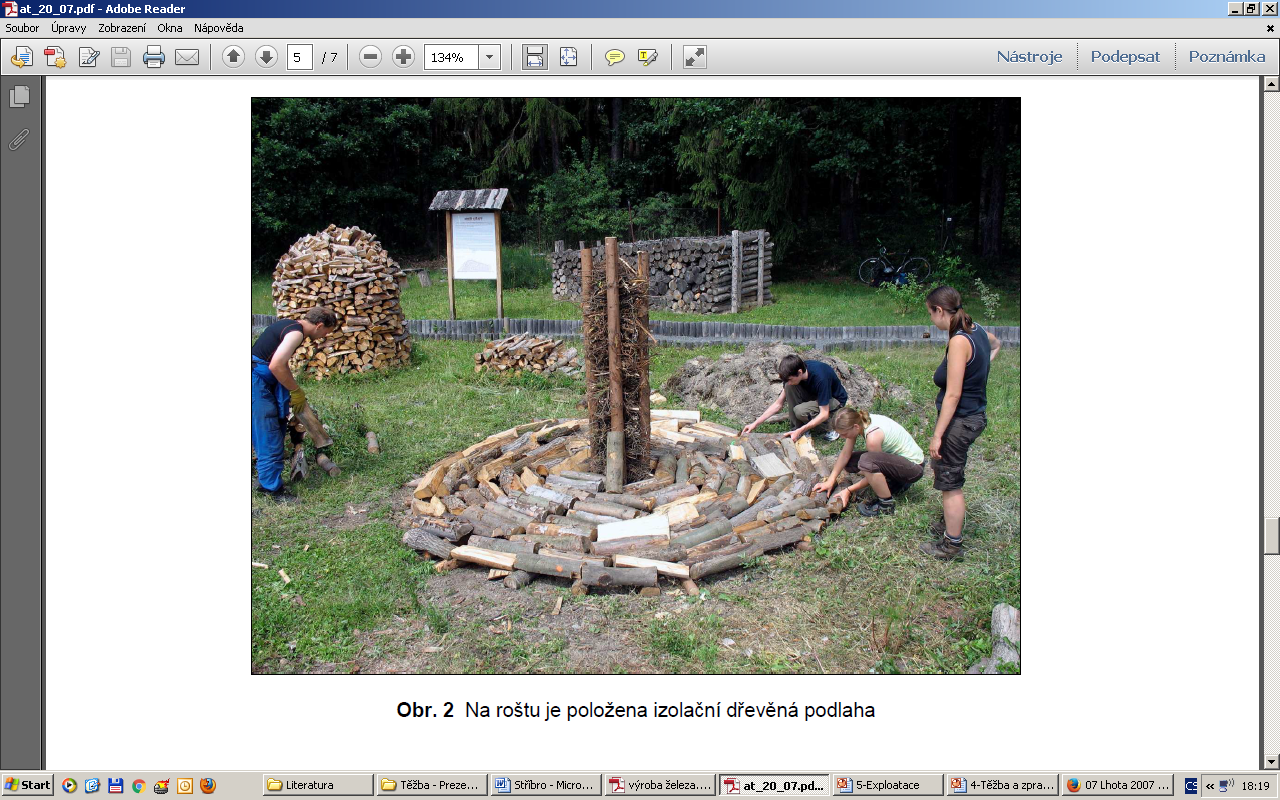 at_20_07.pdf - Adobe Reader
Soubor Úpravy Zobrazení Okna Nápověda
5 / 7 134% Nástroje Podepsat Poznámka
Obr. 2 Na roštu je položena izolační dřevěná podlaha
Start Literatura Těžba - Preze... Stříbro - Micro... výroba železa.... at_20_07.pd... 5-Exploatace 4-Těžba a zpra... 07 Lhota 2007 ... CS « 18:19